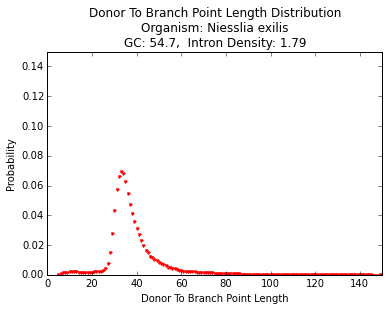 Donor To Branch Point Length Distribution
Organism: Niesslia exilis
GC: 54.7,  Intron Density: 1.79
0.14
0.12
0.10
0.08
0.06
0.04
0.02
0.00
Probability
0 20 40 60 80 100 120 140
Donor To Branch Point Length